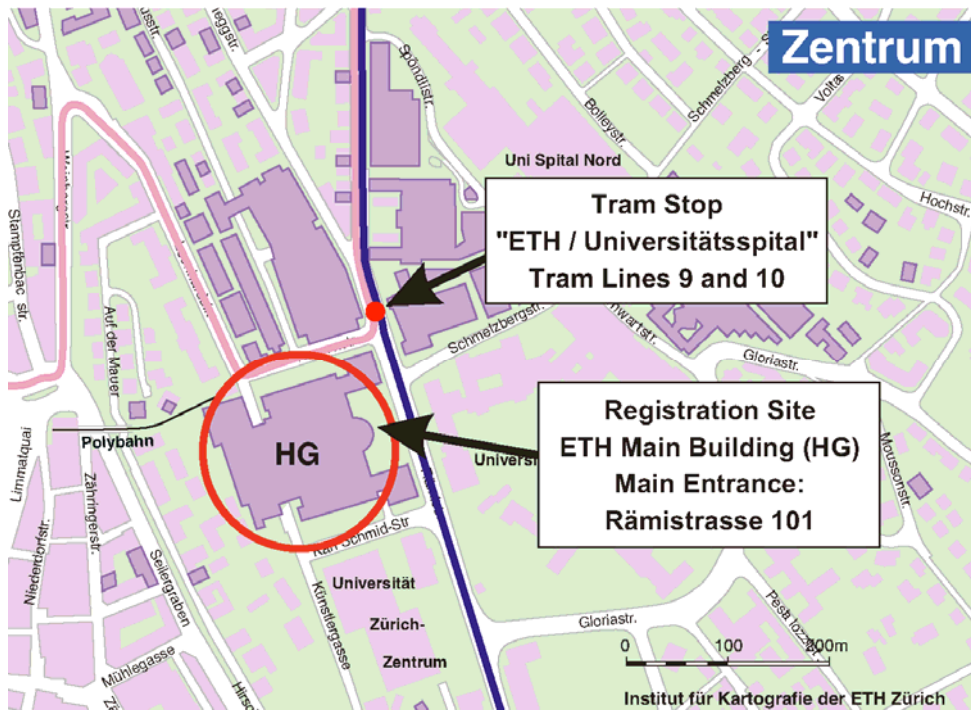 Zentrum
Spöndlistr.
Bolleystr.
Schmelzberg - S
Voltas
Hochstr.
Uni Spital Nord
Tram Stop
"ETH / Universitätsspital"
Tram Lines 9 and 10
Stampfenbac str.
Auf der Mauer
Schmelzbergstr.
Gloriastr.
Registration Site
ETH Main Building (HG)
Main Entrance:
Rämistrasse 101
Polybahn
HG
Limmatquai
Zähringerstr.
Niederdorfstr.
Seilergraben
Moussonstr.
Karl Schmid-Str
Künstlergasse
Universität
Zürich-
Zentrum
Gloriastr.
Mühlegasse
0 100 200m
Institut für Kartografie der ETH Zürich